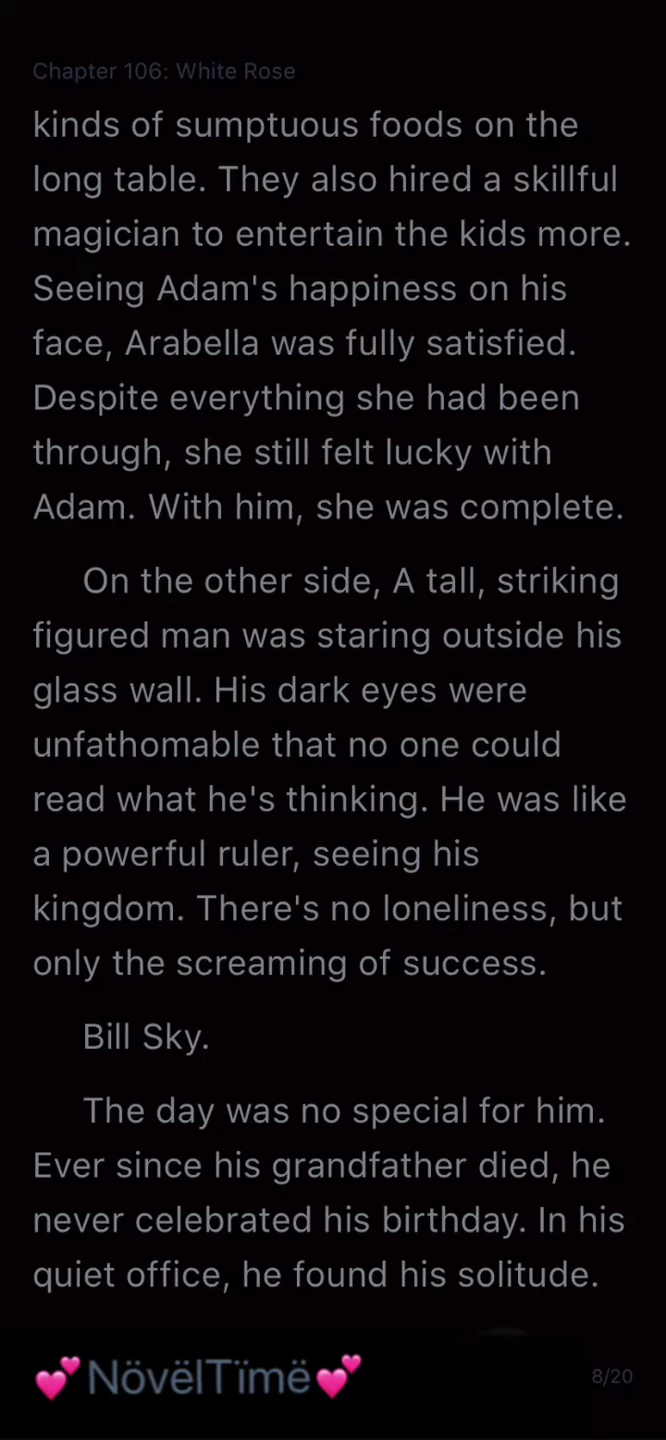 Chapter 106: White Rose
kinds of sumptuous foods on the
long table. They also hired a skillful
magician to entertain the kids more.
Seeing Adam's happiness on his
face, Arabella was fully satisfied.
Despite everything she had been
through, she still felt lucky with
Adam. With him, she was complete.
On the other side, A tall, striking
figured man was staring outside his
glass wall. His dark eyes were
unfathomable that no one could
read what he's thinking. He was like
a powerful ruler, seeing his
kingdom. There's no loneliness, but
only the screaming of success.
Bill Sky.
The day was no special for him.
Ever since his grandfather died, he
never celebrated his birthday. In his
quiet office, he found his solitude.
💕NövëlTïmë💕
8/20